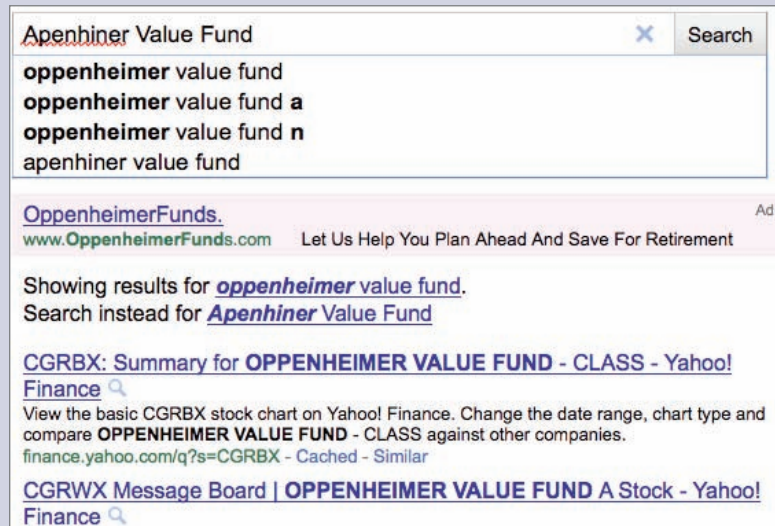 Apenhiner Value Fund × Search
oppenheimer value fund
oppenheimer value fund a
oppenheimer value fund n
apenhiner value fund
OppenheimerFunds. Ad
www.OppenheimerFunds.com Let Us Help You Plan Ahead And Save For Retirement
Showing results for oppenheimer value fund.
Search instead for Apenhiner Value Fund
CGRBX: Summary for OPPENHEIMER VALUE FUND - CLASS - Yahoo!
Finance
View the basic CGRBX stock chart on Yahoo! Finance. Change the date range, chart type and
compare OPPENHEIMER VALUE FUND - CLASS against other companies.
finance.yahoo.com/q?s=CGRBX - Cached - Similar
CGRWX Message Board | OPPENHEIMER VALUE FUND A Stock - Yahoo!
Finance